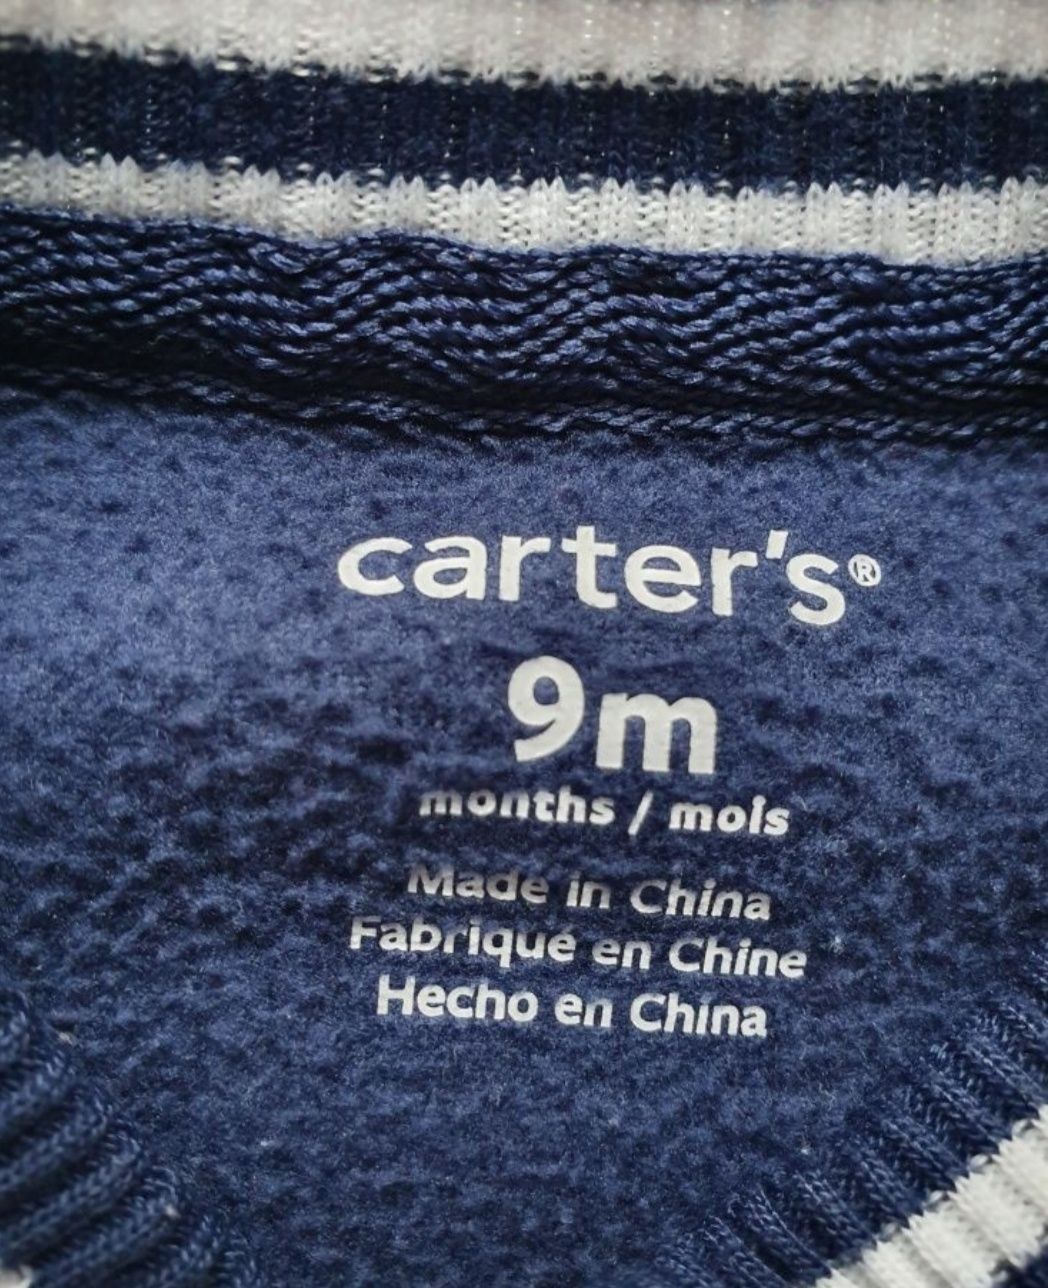 carter's®
9m
months / mois
Made in China
Fabriqué en Chine
Hecho en China